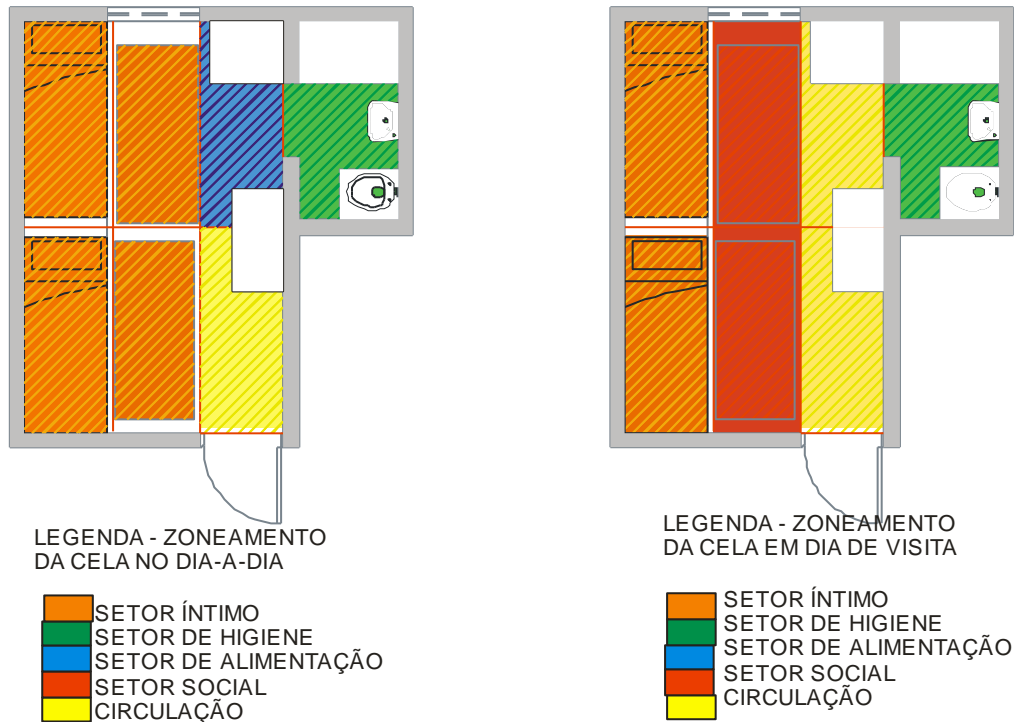 LEGENDA - ZONEAMENTO
DA CELA NO DIA-A-DIA
SETOR ÍNTIMO
SETOR DE HIGIENE
SETOR DE ALIMENTAÇÃO
SETOR SOCIAL
CIRCULAÇÃO
LEGENDA - ZONEAMENTO
DA CELA EM DIA DE VISITA
SETOR ÍNTIMO
SETOR DE HIGIENE
SETOR DE ALIMENTAÇÃO
SETOR SOCIAL
CIRCULAÇÃO